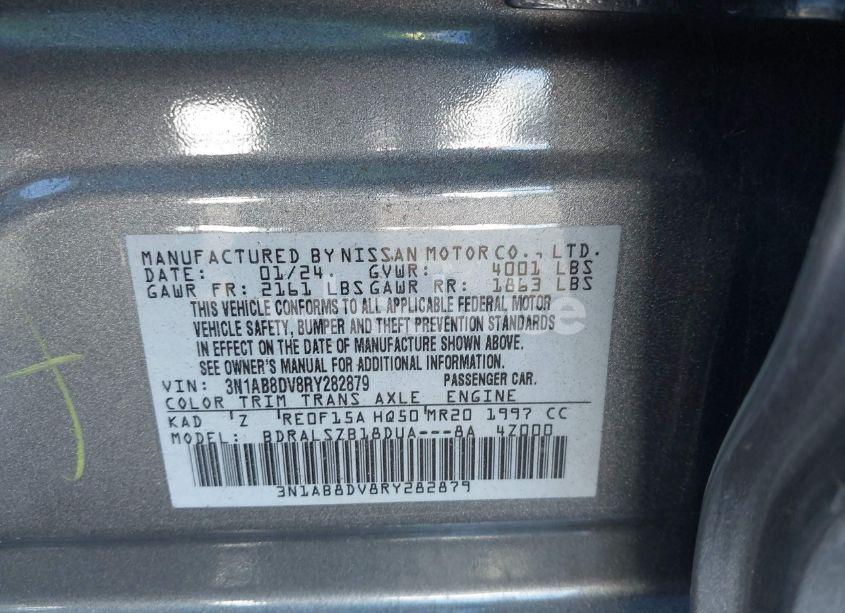 MANUFACTURED BY NISSAN MOTOR CO., LTD.
DATE: 01/24. GVWR: 4001 LBS
GAWR FR: 2161 LBS GAWR RR: 1863 LBS
THIS VEHICLE CONFORMS TO ALL APPLICABLE FEDERAL MOTOR
VEHICLE SAFETY, BUMPER AND THEFT PREVENTION STANDARDS
IN EFFECT ON THE DATE OF MANUFACTURE SHOWN ABOVE.
SEE OWNER'S MANUAL FOR ADDITIONAL INFORMATION.
VIN: 3N1AB8DV8RY282879 PASSENGER CAR.
COLOR TRIM TRANS AXLE ENGINE
KAD Z RE0F15A HQ50 MR20 1997 CC
MODEL: BDRALSZB18DUA---8A 4Z000
3N1AB8DV8RY282879